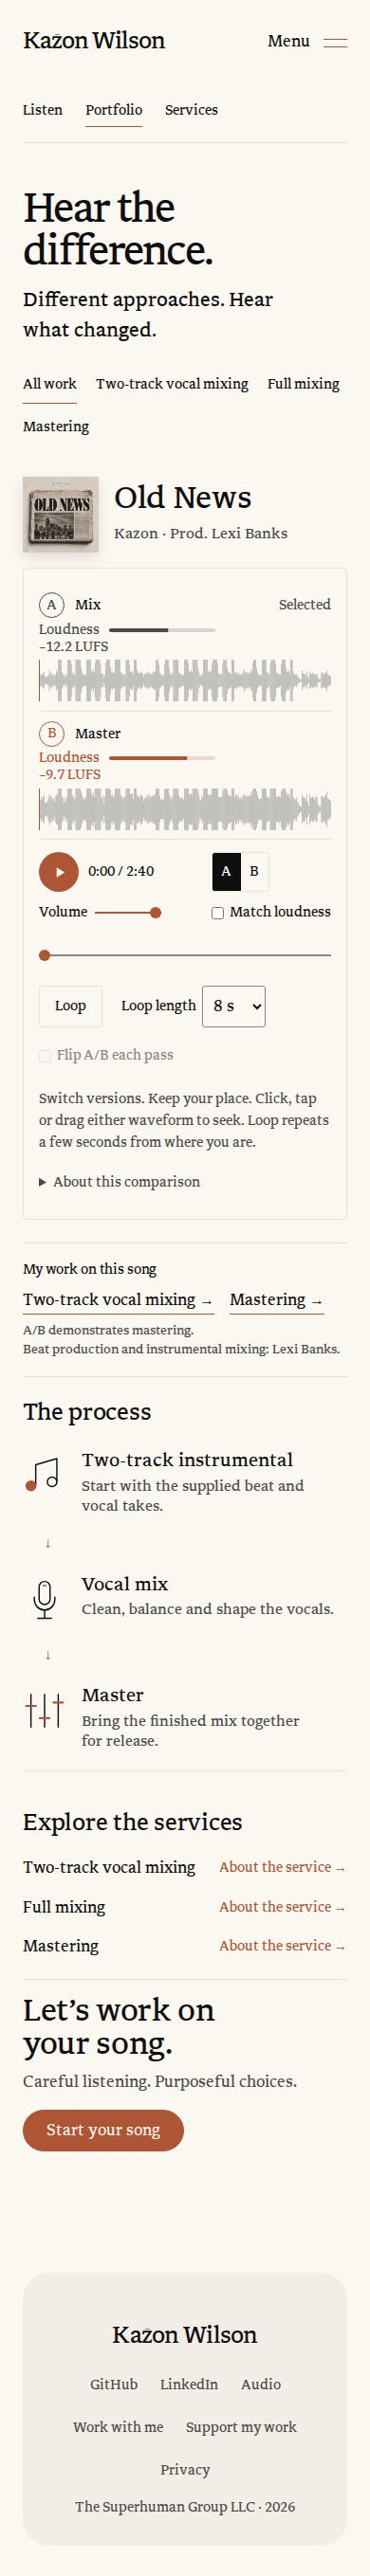 Kažon Wilson
Menu
Listen Portfolio Services
Hear the
difference.
Different approaches. Hear
what changed.
All work Two-track vocal mixing Full mixing
Mastering
OLD NEWS
Old News
Kazon · Prod. Lexi Banks
A Mix Selected
Loudness
−12.2 LUFS
B Master
Loudness
−9.7 LUFS
0:00 / 2:40 A B
Volume Match loudness
Loop Loop length 8 s
Flip A/B each pass
Switch versions. Keep your place. Click, tap
or drag either waveform to seek. Loop repeats
a few seconds from where you are.
About this comparison
My work on this song
Two-track vocal mixing → Mastering →
A/B demonstrates mastering.
Beat production and instrumental mixing: Lexi Banks.
The process
Two-track instrumental
Start with the supplied beat and
vocal takes.
↓
Vocal mix
Clean, balance and shape the vocals.
↓
Master
Bring the finished mix together
for release.
Explore the services
Two-track vocal mixing About the service →
Full mixing About the service →
Mastering About the service →
Let’s work on
your song.
Careful listening. Purposeful choices.
Start your song
Kažon Wilson
GitHub LinkedIn Audio
Work with me Support my work
Privacy
The Superhuman Group LLC · 2026